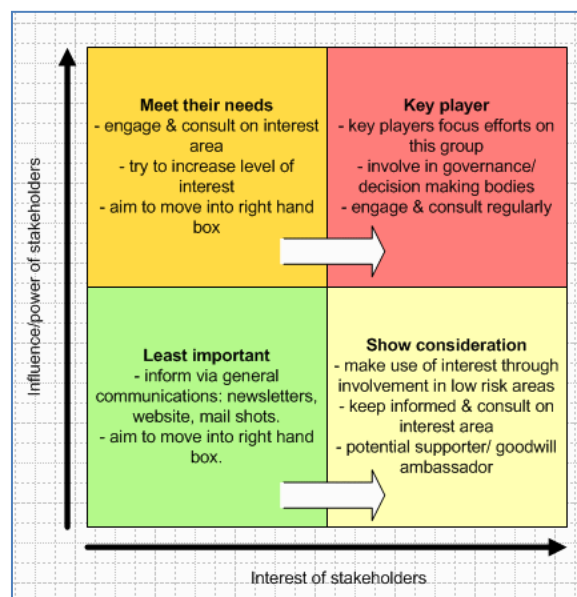 Influence/power of stakeholders
Meet their needs
- engage & consult on interest
area
- try to increase level of
interest
- aim to move into right hand
box
Key player
- key players focus efforts on
this group
- involve in governance/
decision making bodies
- engage & consult regularly
Least important
- inform via general
communications: newsletters,
website, mail shots.
- aim to move into right hand
box.
Show consideration
- make use of interest through
involvement in low risk areas
- keep informed & consult on
interest area
- potential supporter/ goodwill
ambassador
Interest of stakeholders